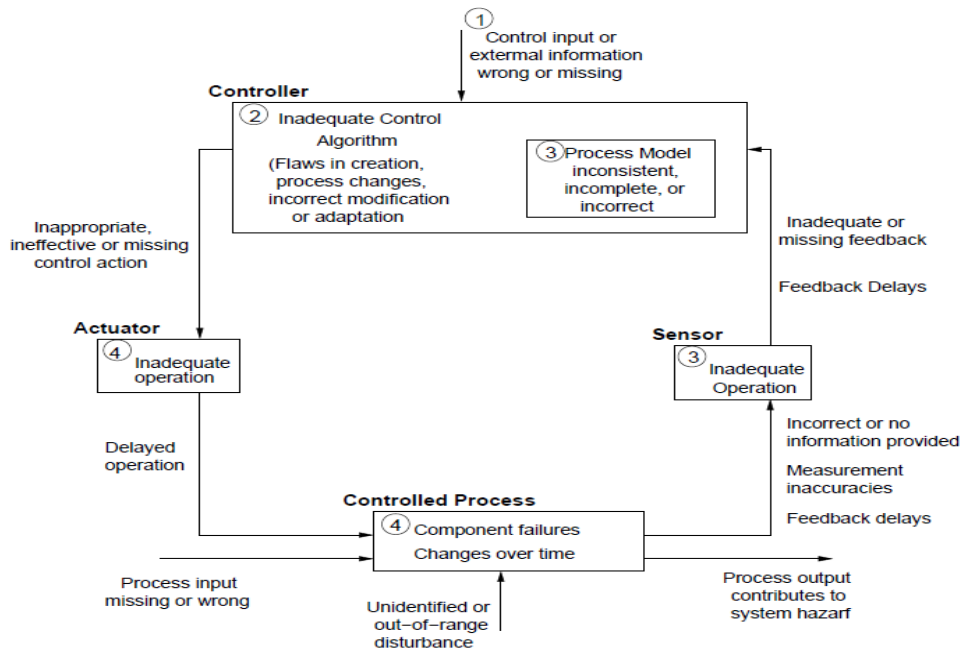 1
Control input or
external information
wrong or missing
Controller
2 Inadequate Control
Algorithm
(Flaws in creation,
process changes,
incorrect modification
or adaptation
3 Process Model
inconsistent,
incomplete, or
incorrect
Inappropriate,
ineffective or missing
control action
Inadequate or
missing feedback
Feedback Delays
Actuator
4 Inadequate
operation
Sensor
3 Inadequate
Operation
Delayed
operation
Incorrect or no
information provided
Measurement
inaccuracies
Feedback delays
Controlled Process
4 Component failures
Changes over time
Process input
missing or wrong
Unidentified or
out-of-range
disturbance
Process output
contributes to
system hazarf